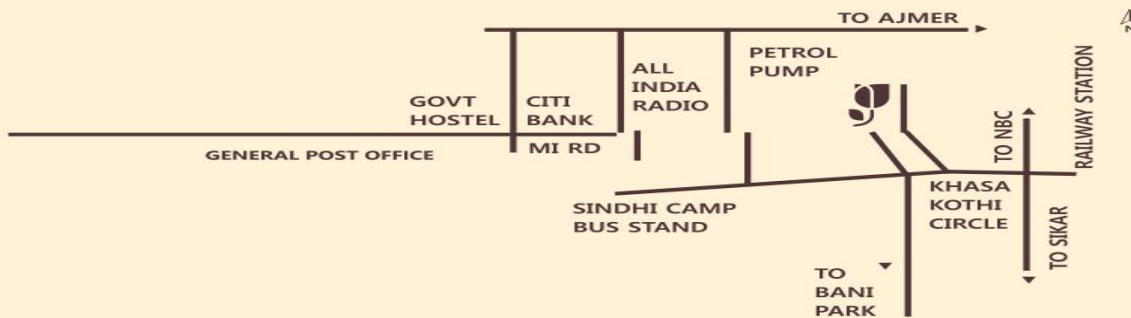 TO AJMER
PETROL
PUMP
ALL
INDIA
RADIO
GOVT
HOSTEL
CITI
BANK
MI RD
GENERAL POST OFFICE
SINDHI CAMP
BUS STAND
KHASA
KOTHI
CIRCLE
TO NBC
RAILWAY STATION
TO SIKAR
TO
BANI
PARK